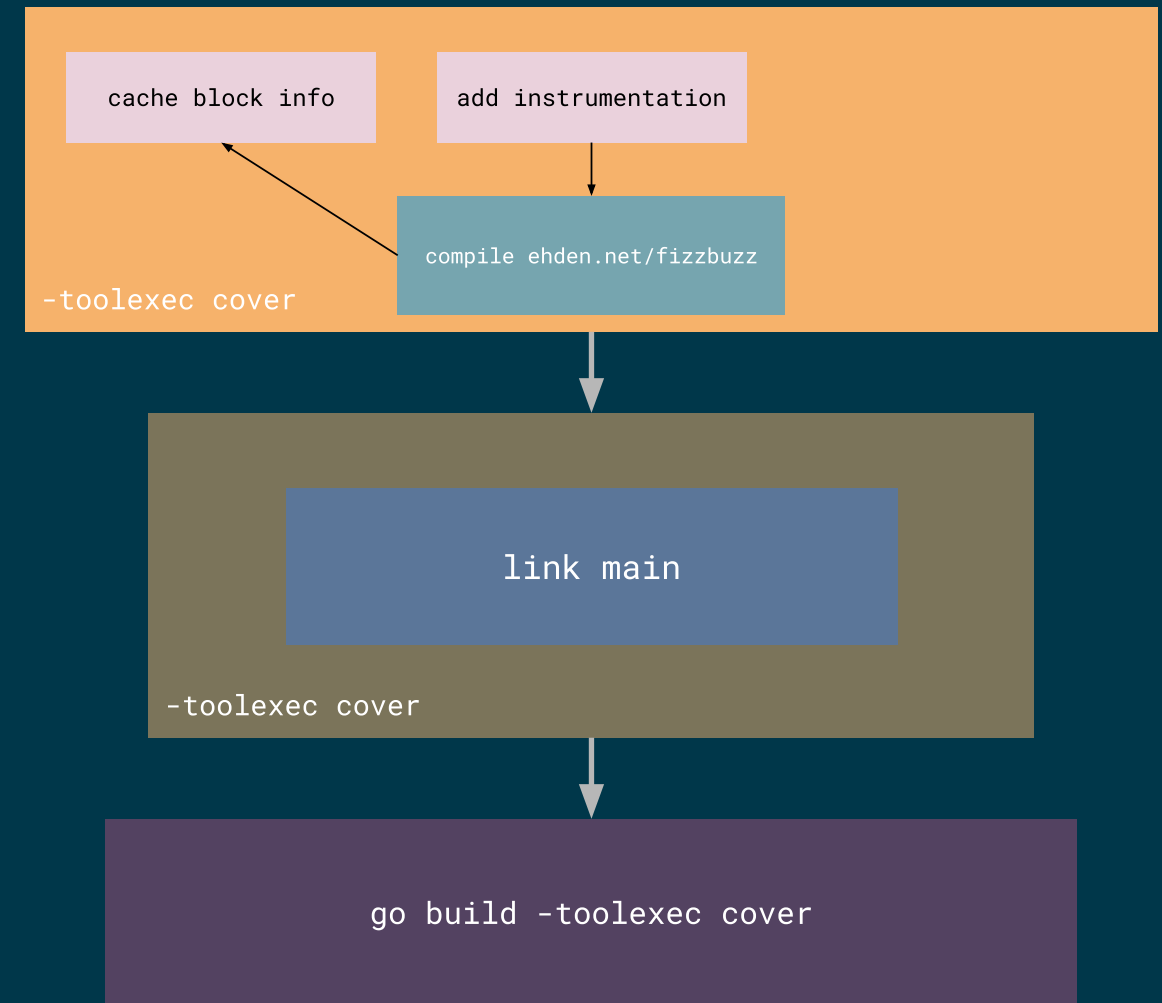 cache block info
add instrumentation
compile ehden.net/fizzbuzz
-toolexec cover
link main
-toolexec cover
go build -toolexec cover